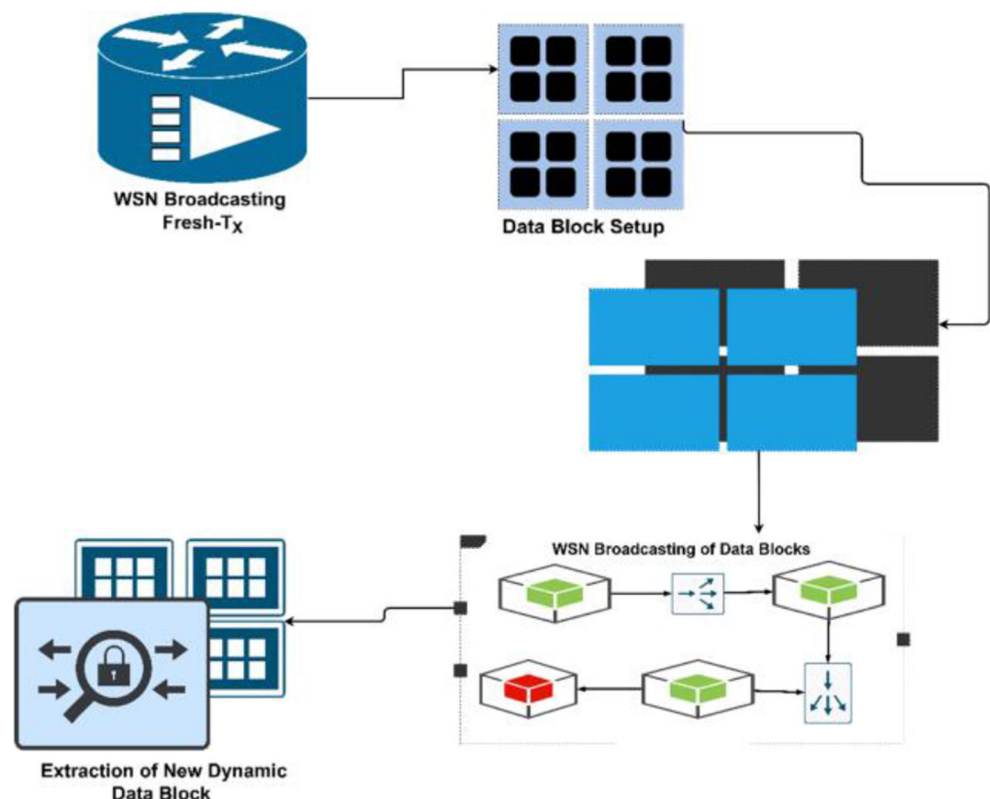 WSN Broadcasting
Fresh-TX
Data Block Setup
WSN Broadcasting of Data Blocks
Extraction of New Dynamic
Data Block